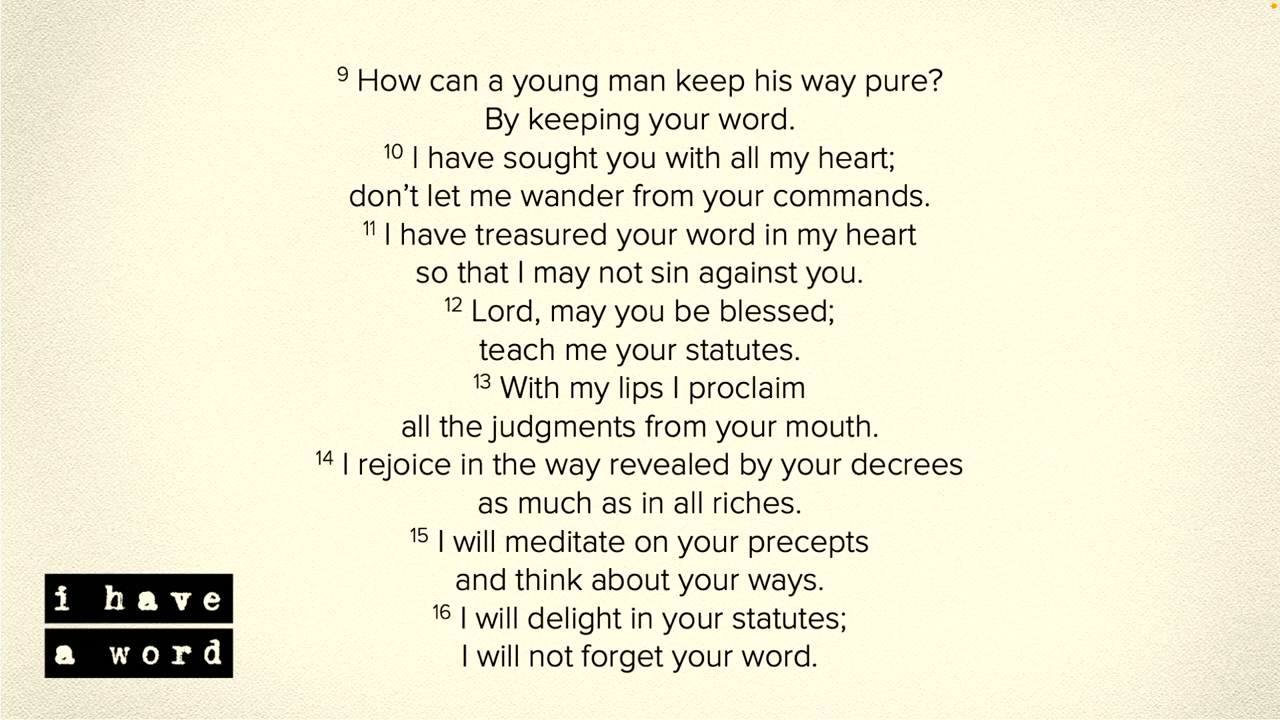 ⁹ How can a young man keep his way pure?
By keeping your word.
¹⁰ I have sought you with all my heart;
don’t let me wander from your commands.
¹¹ I have treasured your word in my heart
so that I may not sin against you.
¹² Lord, may you be blessed;
teach me your statutes.
¹³ With my lips I proclaim
all the judgments from your mouth.
¹⁴ I rejoice in the way revealed by your decrees
as much as in all riches.
¹⁵ I will meditate on your precepts
and think about your ways.
¹⁶ I will delight in your statutes;
I will not forget your word.
i have
a word